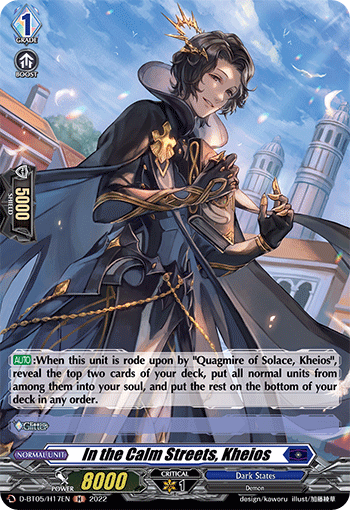 1
GRADE
BOOST
5000
SHIELD
AUTO:When this unit is rode upon by "Quagmire of Solace, Kheios",
reveal the top two cards of your deck, put all normal units from
among them into your soul, and put the rest on the bottom of your
deck in any order.
Glitto
NORMAL UNIT
In the Calm Streets, Kheios
POWER
8000
CRITICAL
1
Dark States
Demon
D-BT05/H17EN H 2022
design/kaworu illust/加藤綾華